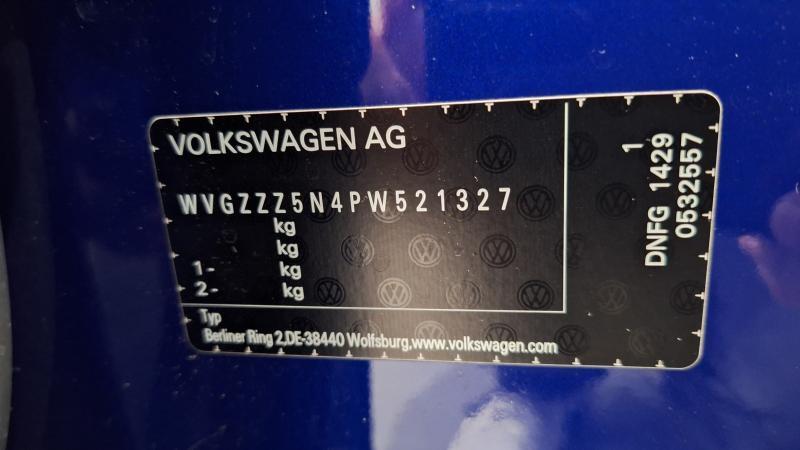 VOLKSWAGEN AG
WVGZZZ5N4PW521327
kg
kg
1- kg
2- kg
Typ
Berliner Ring 2,DE-38440 Wolfsburg,www.volkswagen.com
1
DNFG 1429
0532557